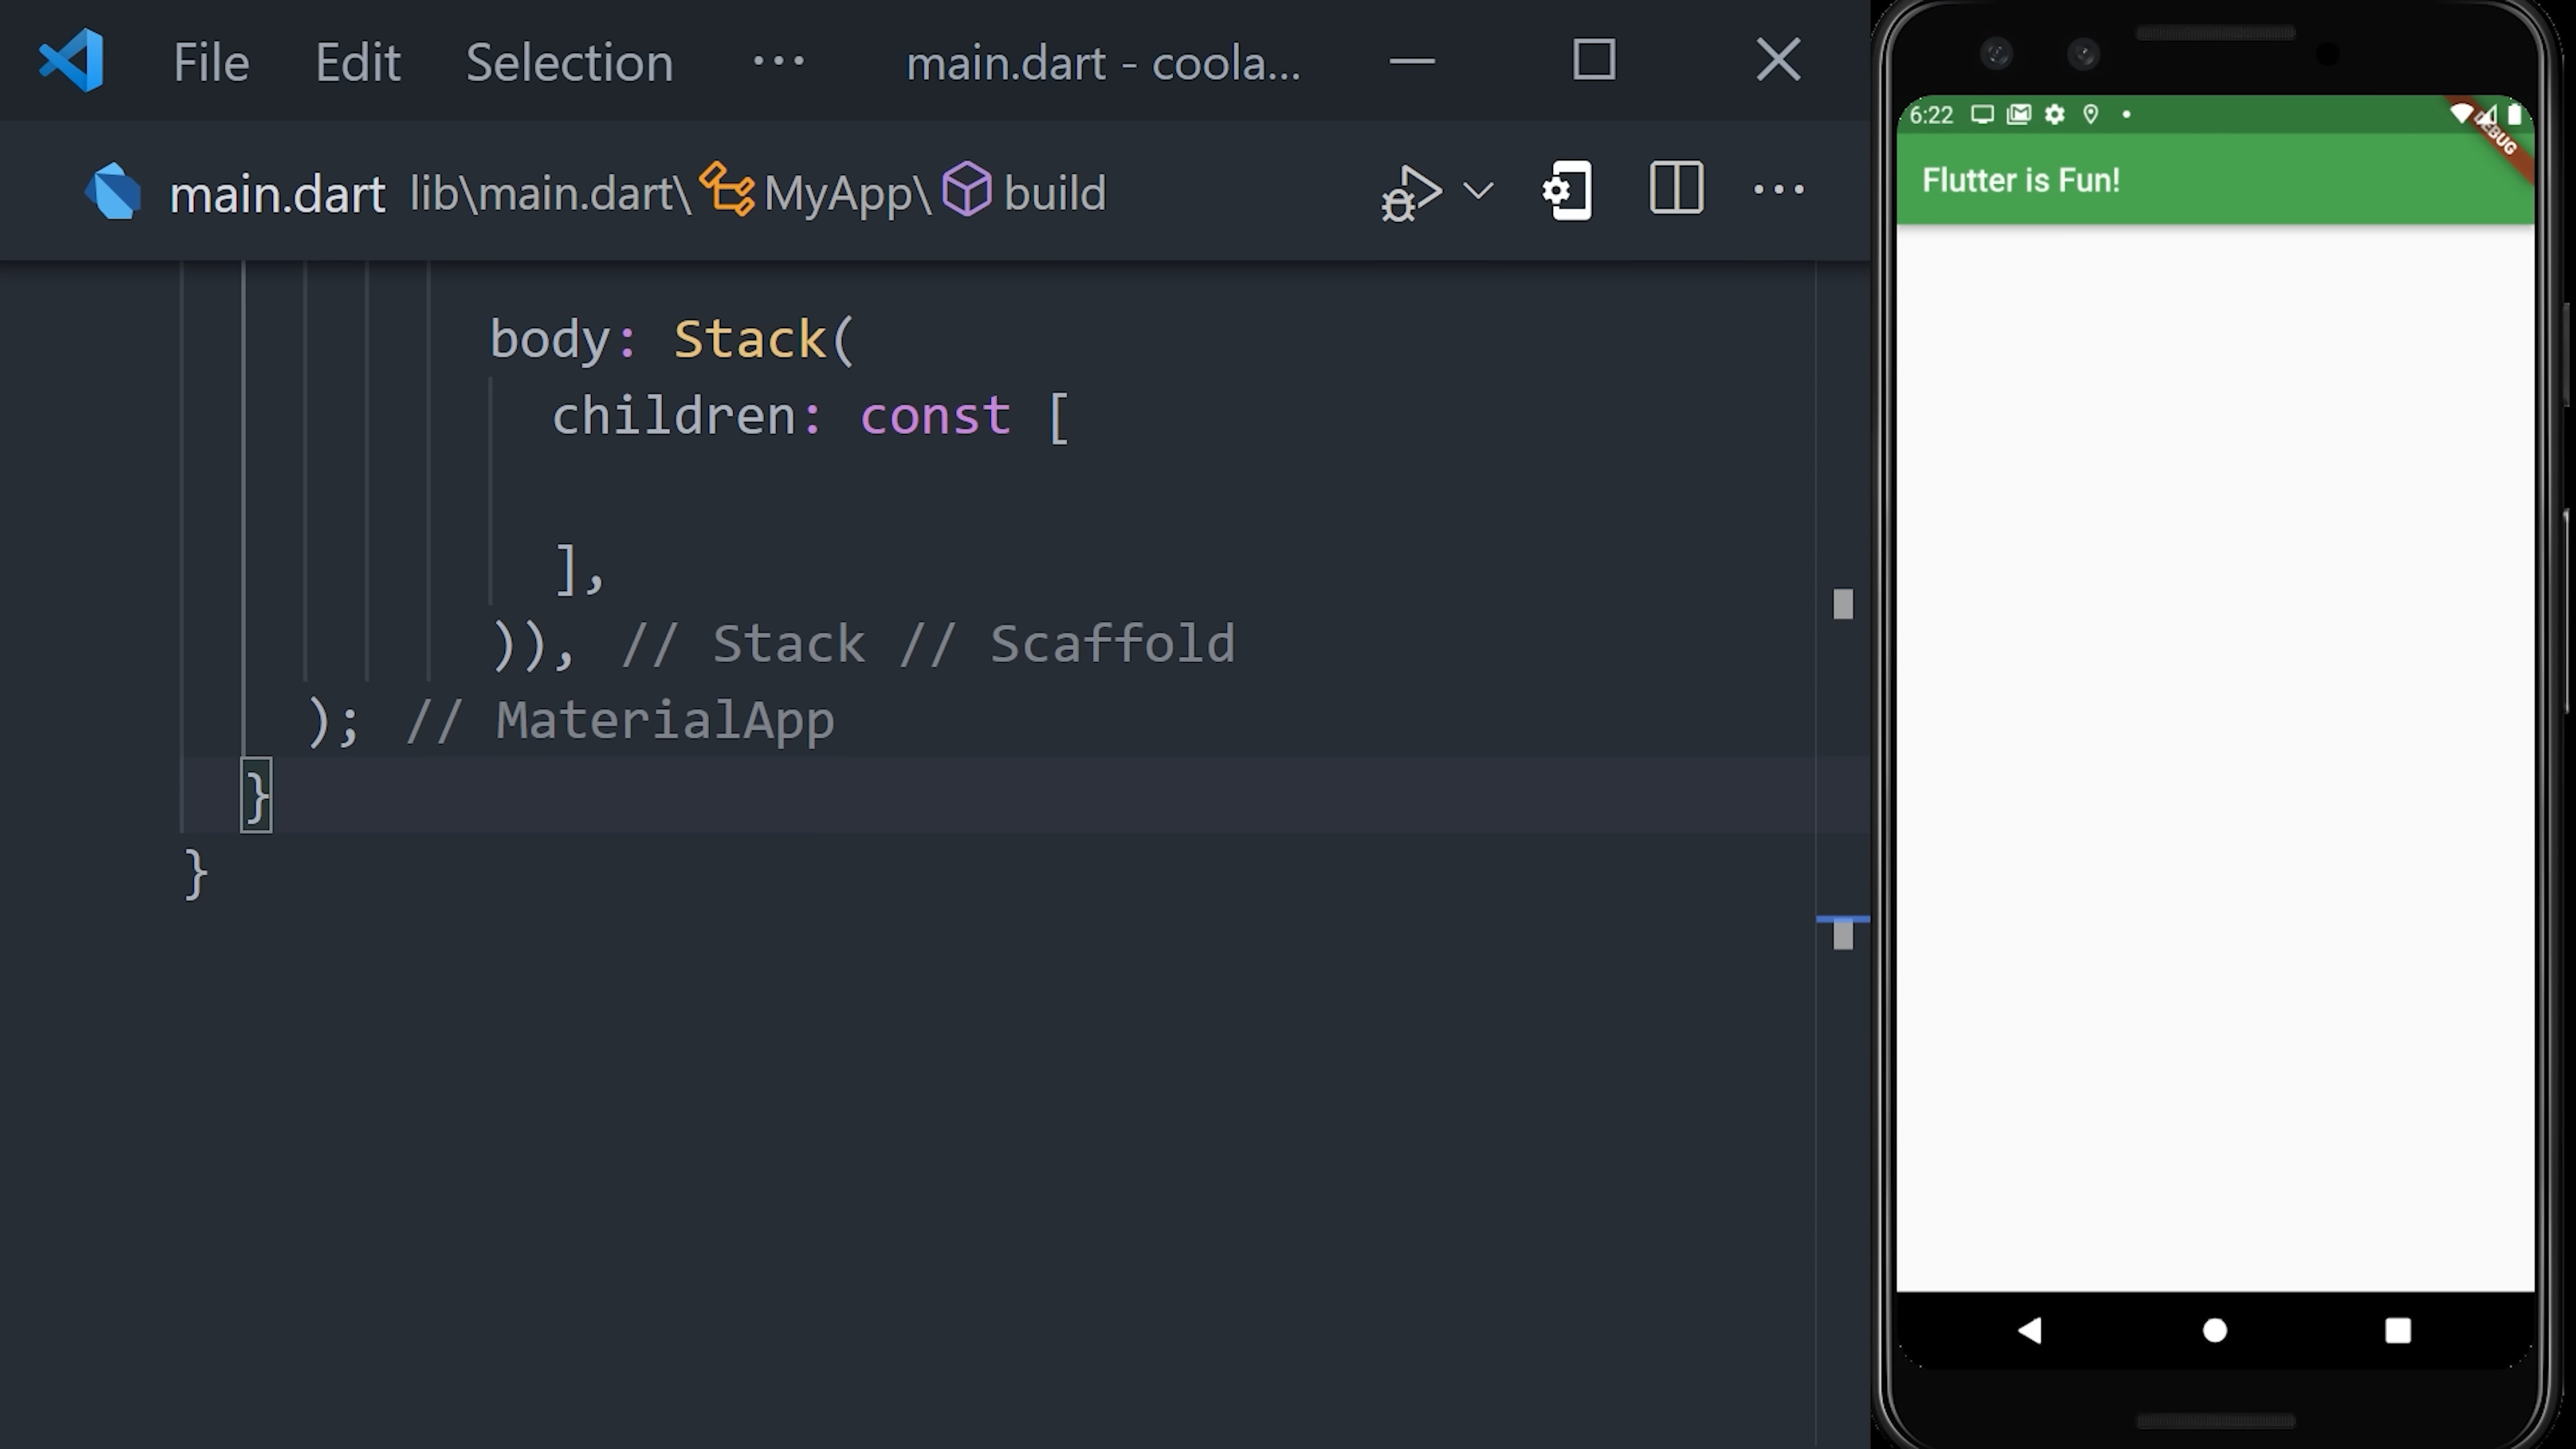 File Edit Selection ··· main.dart - coola...
main.dart lib\main.dart\ MyApp\ build
body: Stack(
children: const [
],
)), // Stack // Scaffold
); // MaterialApp
}
}
6:22
DEBUG
Flutter is Fun!